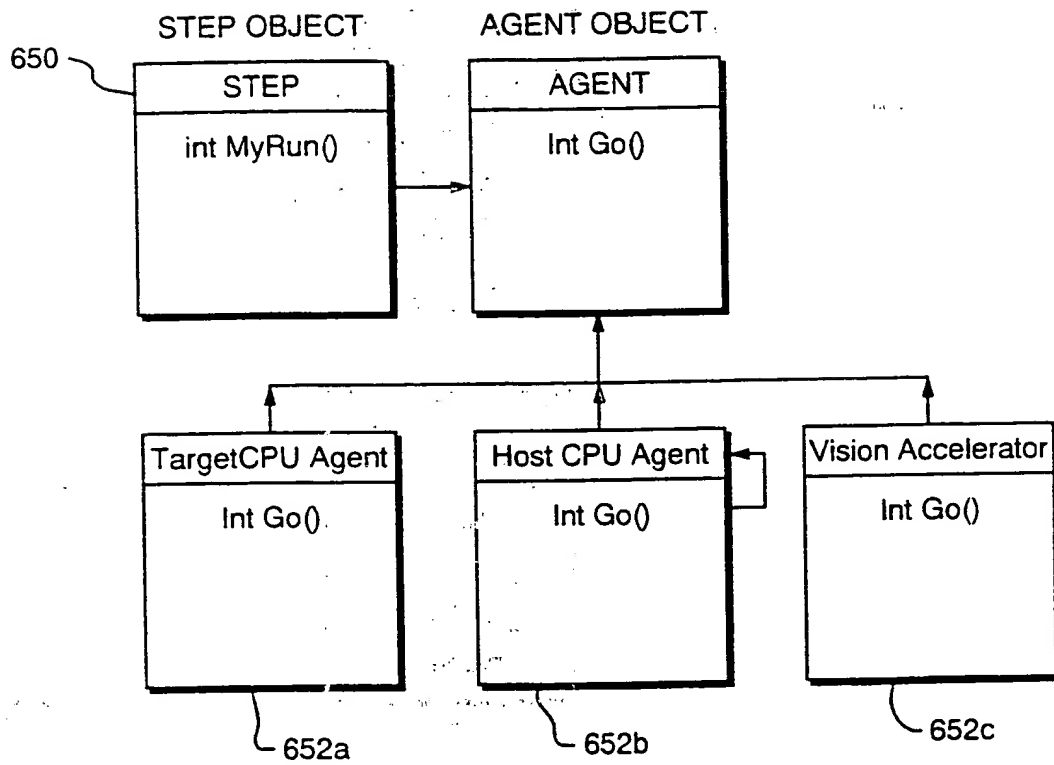 STEP OBJECT
AGENT OBJECT
650
STEP
AGENT
int MyRun()
Int Go()
TargetCPU Agent
Host CPU Agent
Vision Accelerator
Int Go()
Int Go()
Int Go()
652a
652b
652c